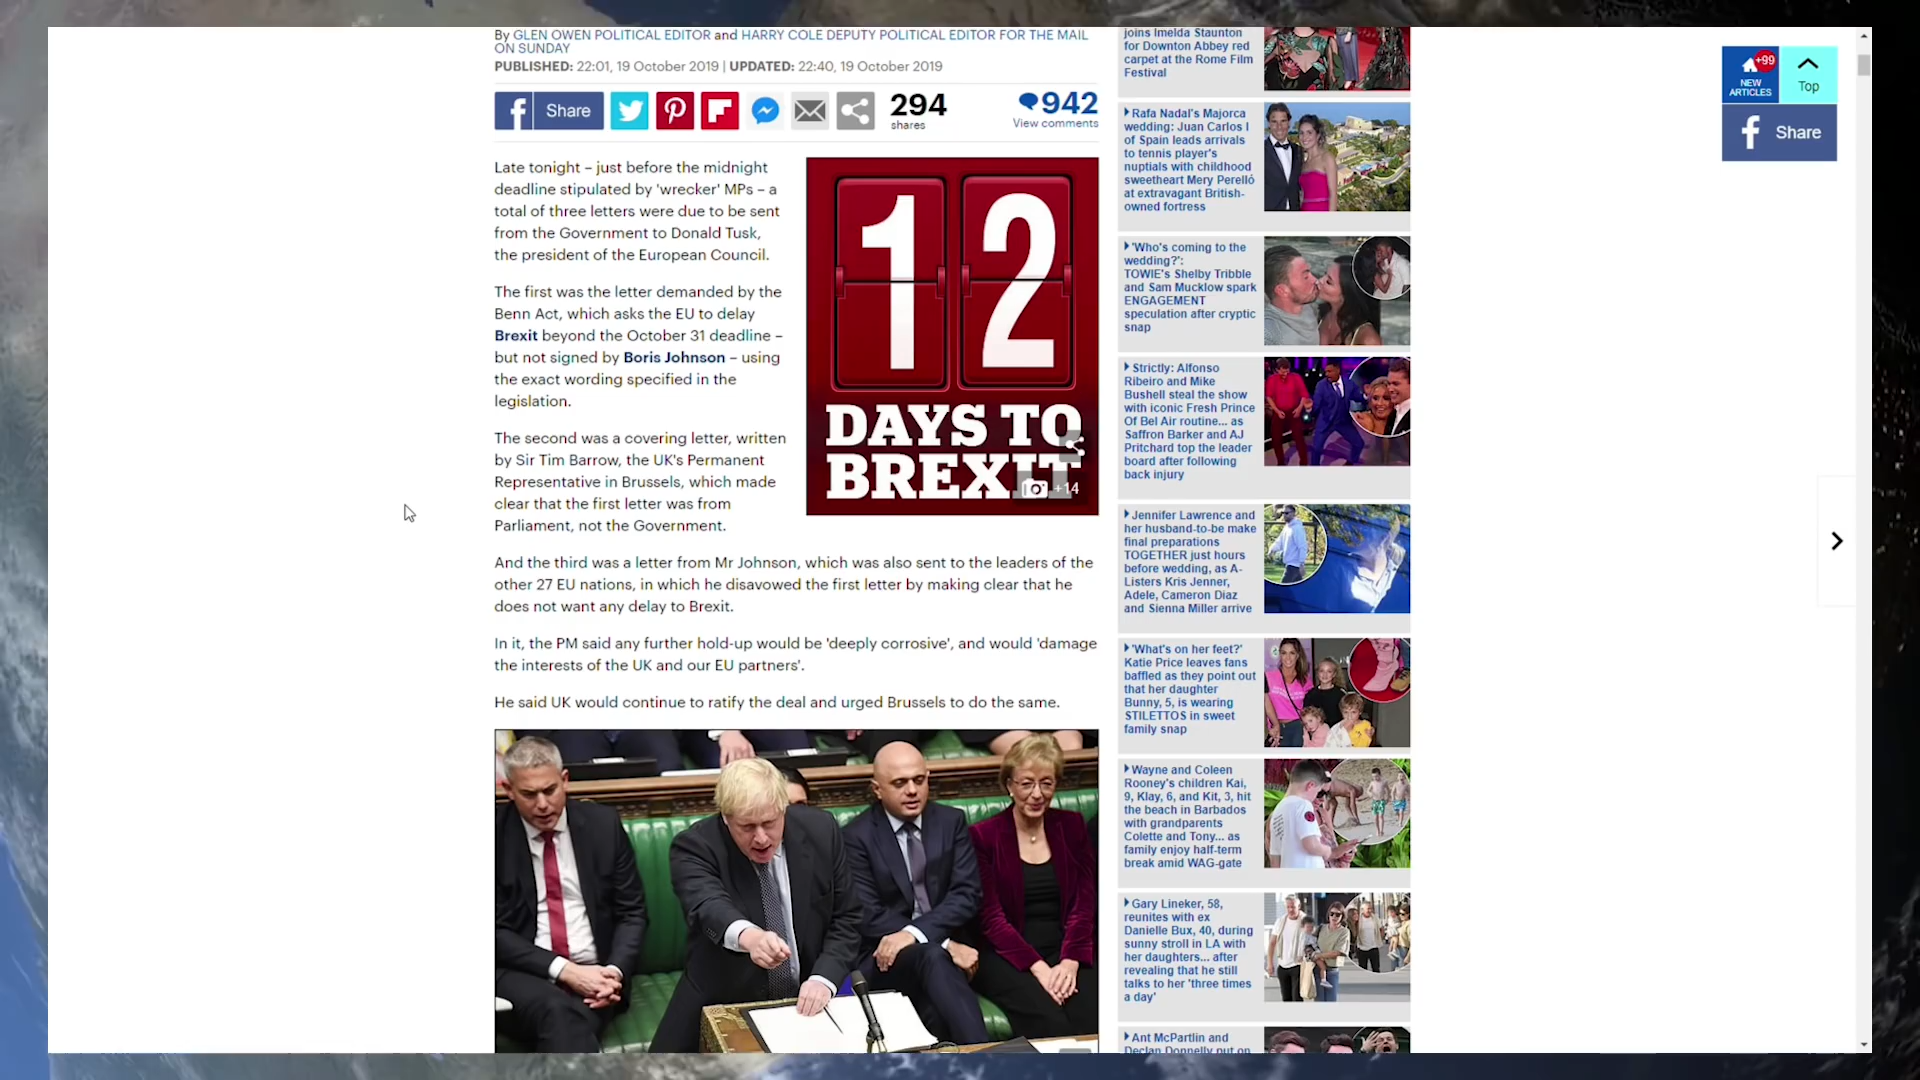 By GLEN OWEN POLITICAL EDITOR and HARRY COLE DEPUTY POLITICAL EDITOR FOR THE MAIL
ON SUNDAY
PUBLISHED: 22:01, 19 October 2019 | UPDATED: 22:40, 19 October 2019
Share
294
shares
942
View comments
Late tonight – just before the midnight
deadline stipulated by 'wrecker' MPs – a
total of three letters were due to be sent
from the Government to Donald Tusk,
the president of the European Council.
The first was the letter demanded by the
Benn Act, which asks the EU to delay
Brexit beyond the October 31 deadline –
but not signed by Boris Johnson – using
the exact wording specified in the
legislation.
The second was a covering letter, written
by Sir Tim Barrow, the UK's Permanent
Representative in Brussels, which made
clear that the first letter was from
Parliament, not the Government.
12
DAYS TO
BREXIT
+14
And the third was a letter from Mr Johnson, which was also sent to the leaders of the
other 27 EU nations, in which he disavowed the first letter by making clear that he
does not want any delay to Brexit.
In it, the PM said any further hold-up would be 'deeply corrosive', and would 'damage
the interests of the UK and our EU partners'.
He said UK would continue to ratify the deal and urged Brussels to do the same.
joins Imelda Staunton
for Downton Abbey red
carpet at the Rome Film
Festival
Rafa Nadal's Majorca
wedding: Juan Carlos I
of Spain leads arrivals
to tennis player's
nuptials with childhood
sweetheart Mery Perelló
at extravagant British-
owned fortress
'Who's coming to the
wedding?':
TOWIE's Shelby Tribble
and Sam Mucklow spark
ENGAGEMENT
speculation after cryptic
snap
Strictly: Alfonso
Ribeiro and Mike
Bushell steal the show
with iconic Fresh Prince
Of Bel Air routine... as
Saffron Barker and AJ
Pritchard top the leader
board after following
back injury
Jennifer Lawrence and
her husband-to-be make
final preparations
TOGETHER just hours
before wedding, as A-
Listers Kris Jenner,
Adele, Cameron Diaz
and Sienna Miller arrive
'What's on her feet?'
Katie Price leaves fans
baffled as they point out
that her daughter
Bunny, 5, is wearing
STILETTOS in sweet
family snap
Wayne and Coleen
Rooney's children Kai,
9, Klay, 6, and Kit, 3, hit
the beach in Barbados
with grandparents
Colette and Tony... as
family enjoy half-term
break amid WAG-gate
Gary Lineker, 58,
reunites with ex
Danielle Bux, 40, during
sunny stroll in LA with
her daughters... after
revealing that he still
talks to her 'three times
a day'
Ant McPartlin and
Declan Donnelly put on
+99
NEW
ARTICLES
Top
Share